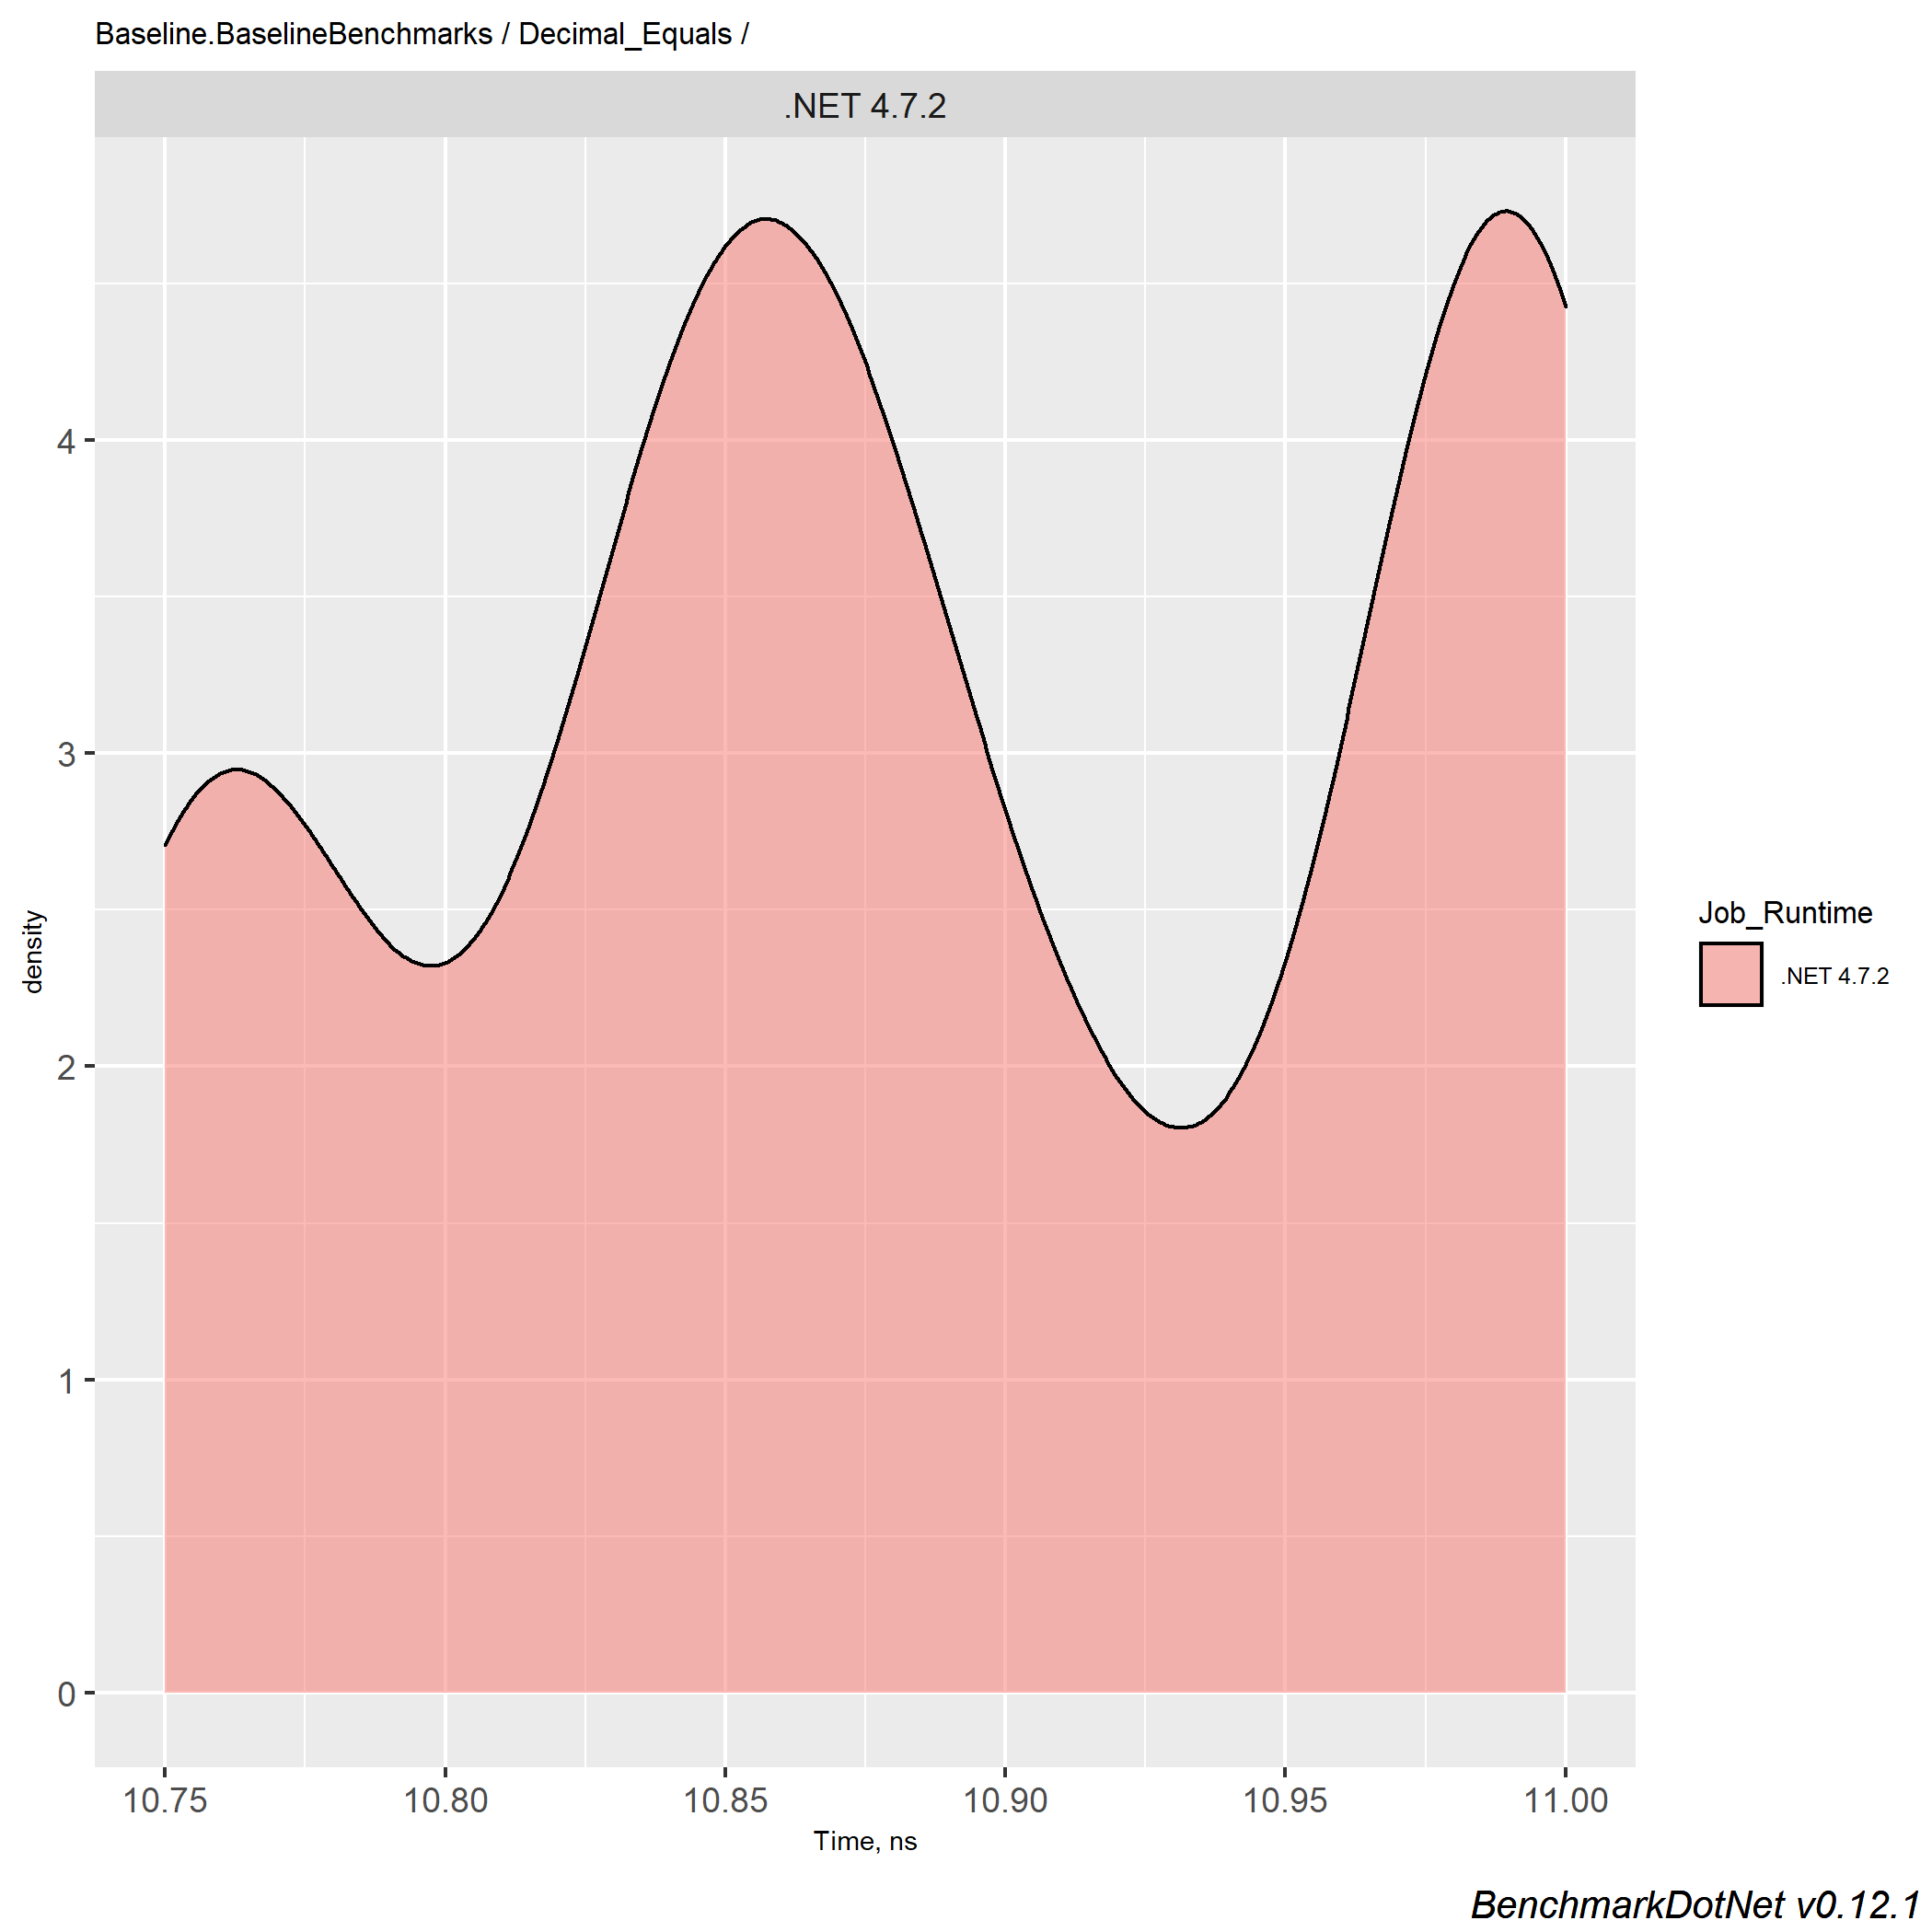 Baseline.BaselineBenchmarks / Decimal_Equals /
.NET 4.7.2
4
3
2
1
0
density
10.75 10.80 10.85 10.90 10.95 11.00
Time, ns
Job_Runtime
.NET 4.7.2
BenchmarkDotNet v0.12.1